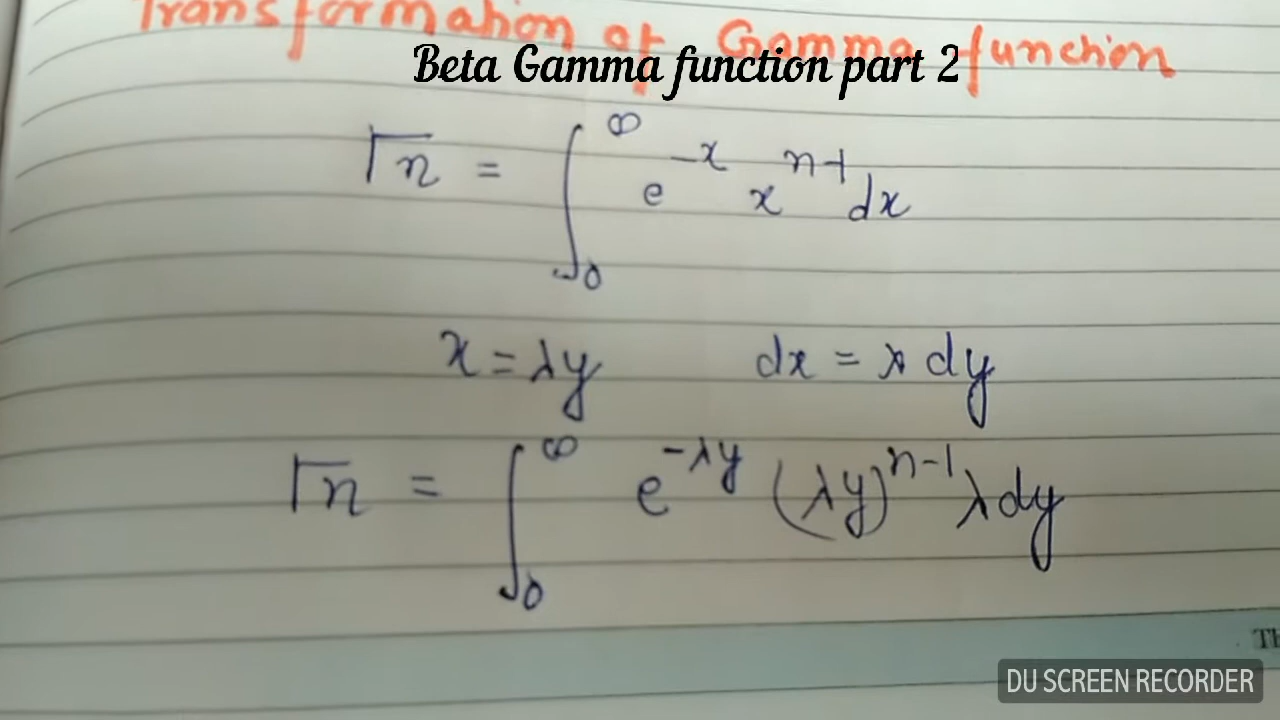 Transformation of Gamma function
Beta Gamma function part 2
Γn = ∫₀^∞ e^(-x) x^(n-1) dx
x = λy dx = λ dy
Γn = ∫₀^∞ e^(-λy) (λy)^(n-1) λdy
DU SCREEN RECORDER